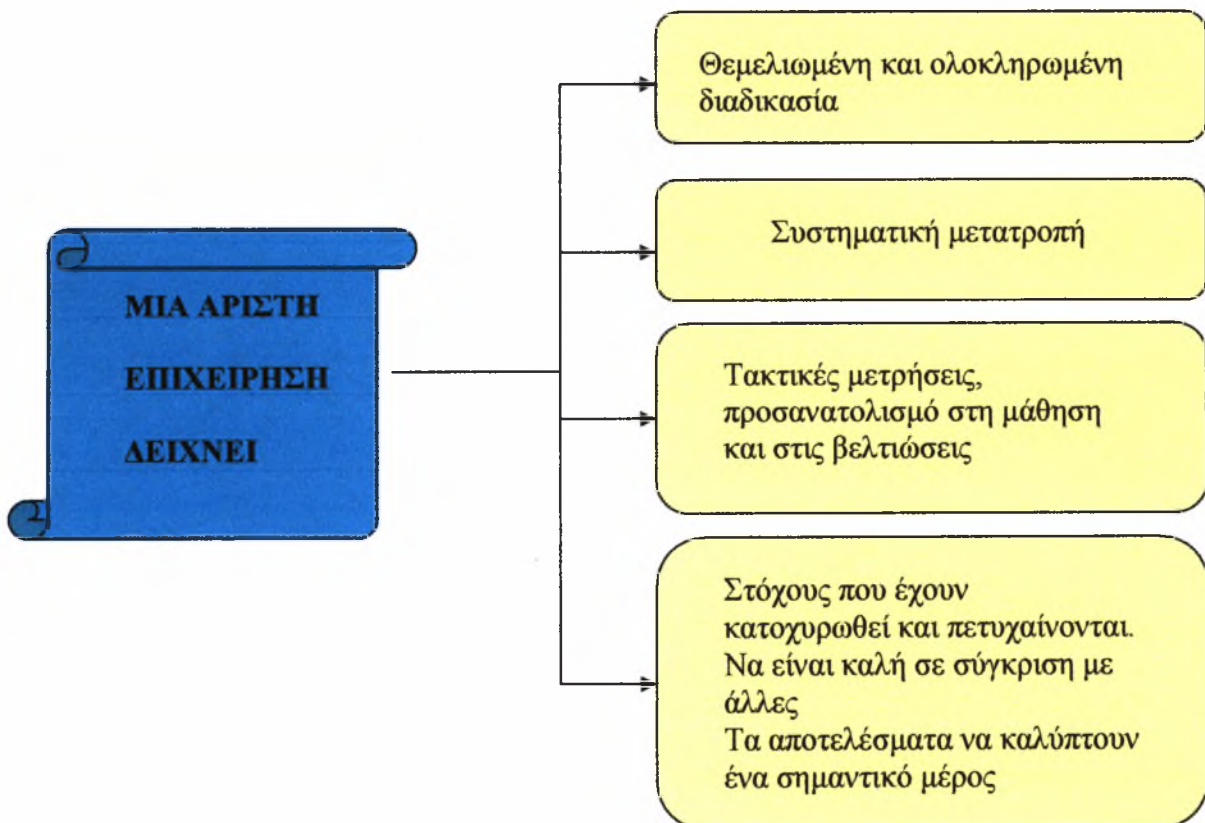 ΜΙΑ ΑΡΙΣΤΗ
ΕΠΙΧΕΙΡΗΣΗ
ΔΕΙΧΝΕΙ
Θεμελιωμένη και ολοκληρωμένη
διαδικασία
Συστηματική μετατροπή
Τακτικές μετρήσεις,
προσανατολισμό στη μάθηση
και στις βελτιώσεις
Στόχους που έχουν
κατοχυρωθεί και πετυχαίνονται.
Να είναι καλή σε σύγκριση με
άλλες
Τα αποτελέσματα να καλύπτουν
ένα σημαντικό μέρος